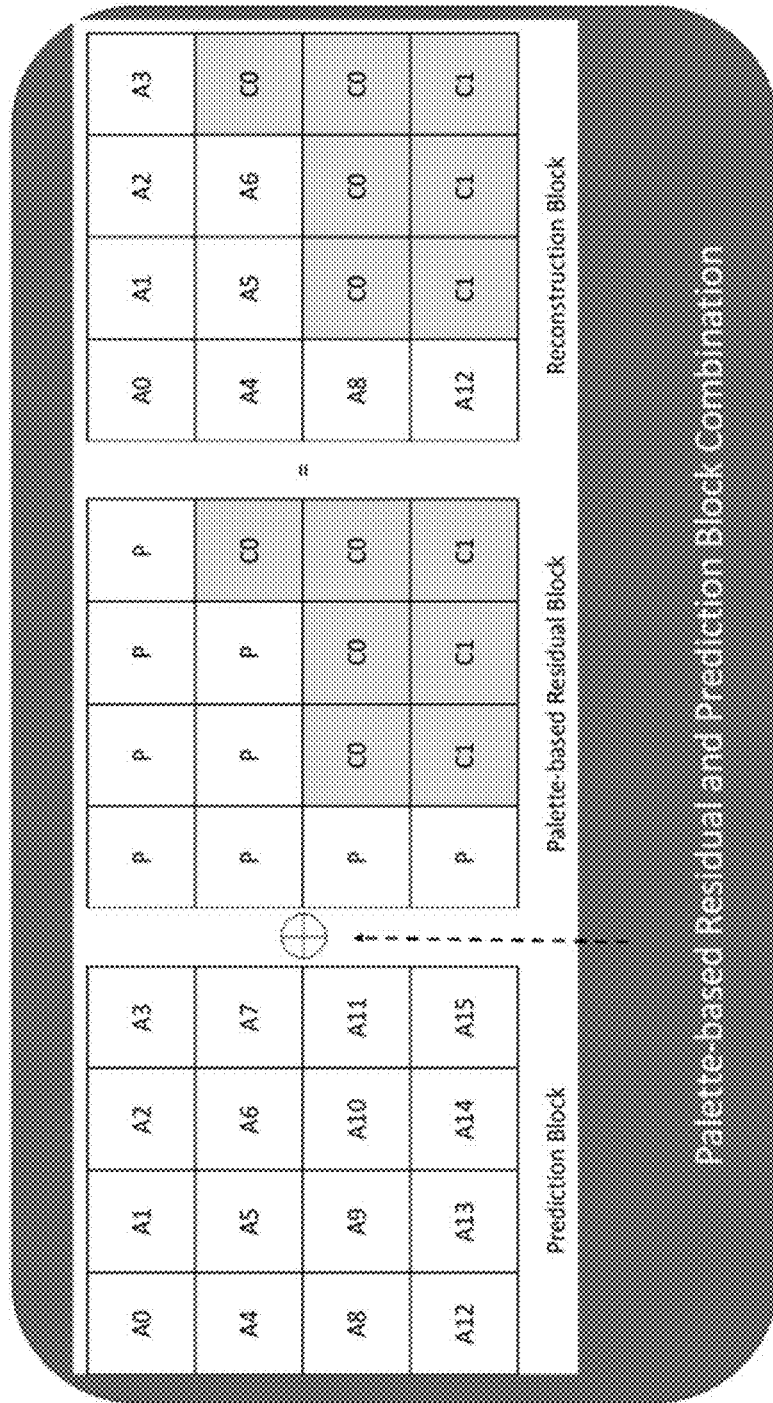 A0 A1 A2 A3
A4 A5 A6 A7
A8 A9 A10 A11
A12 A13 A14 A15
Prediction Block
P P P P
P P P C0
P C0 C0 C0
P C1 C1 C1
Palette-based Residual Block
=
A0 A1 A2 A3
A4 A5 A6 C0
A8 C0 C0 C0
A12 C1 C1 C1
Reconstruction Block
Palette-based Residual and Prediction Block Combination